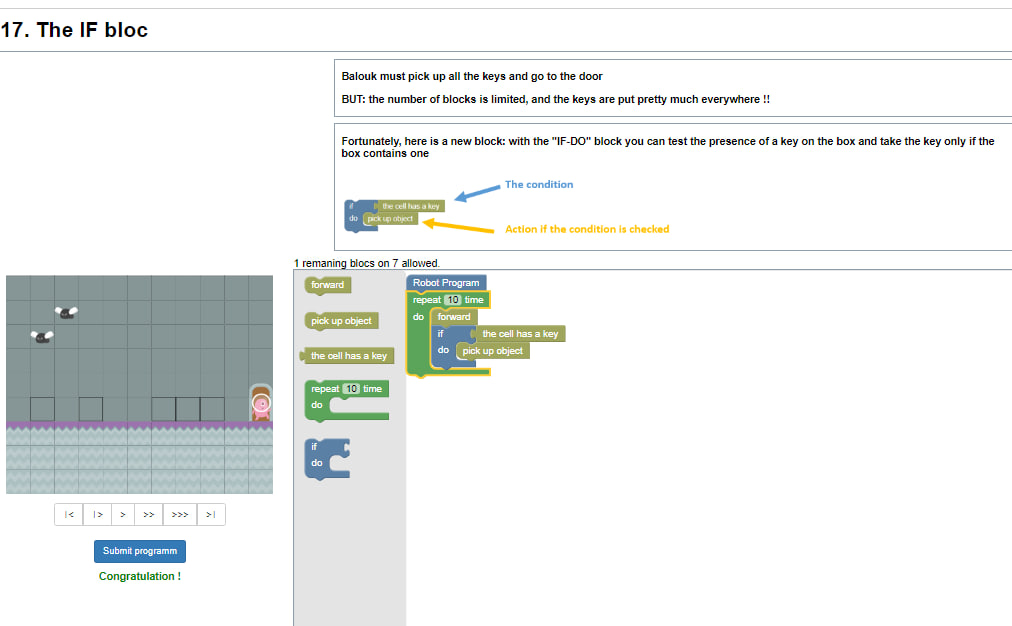 17. The IF bloc
Balouk must pick up all the keys and go to the door
BUT: the number of blocks is limited, and the keys are put pretty much everywhere !!
Fortunately, here is a new block: with the "IF-DO" block you can test the presence of a key on the box and take the key only if the
box contains one
The condition
if the cell has a key
do pick up object
Action if the condition is checked
1 remaning blocs on 7 allowed.
forward
pick up object
the cell has a key
repeat 10 time
do
if
do
Robot Program
repeat 10 time
do forward
if the cell has a key
do pick up object
|< |> > >> >>> >|
Submit programm
Congratulation !